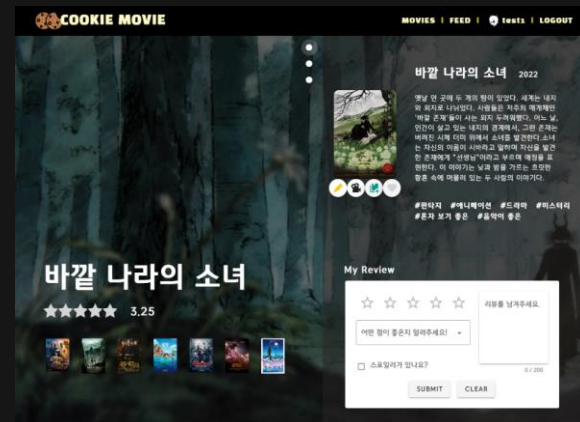 COOKIE MOVIE
MOVIES | FEED | test1 | LOGOUT
바깥 나라의 소녀 2022
옛날 먼 곳에 두 개의 땅이 있었다. 세계는 내지
와 외지로 나뉘었다. 사람들은 저주의 매개체인
'바깥 존재'들이 사는 외지 두려워했다. 어느 날,
인간이 살고 있는 내지의 경계에서, 그런 존재는
버려진 시체 더미 위에서 소녀를 발견한다.소녀
는 자신의 이름이 시바라고 말하며 자신을 발견
한 존재에게 "선생님"이라고 부르며 애정을 표
현한다. 이 이야기는 낮과 밤을 가르는 흐릿한
황혼 속에 머물러 있는 두 사람의 이야기다.
#판타지 #애니메이션 #드라마 #미스터리
#혼자 보기 좋은 #음악이 좋은
바깥 나라의 소녀
3.25
My Review
리뷰를 남겨주세요.
어떤 점이 좋은지 알려주세요!
스포일러가 있나요?
0 / 200
SUBMIT CLEAR